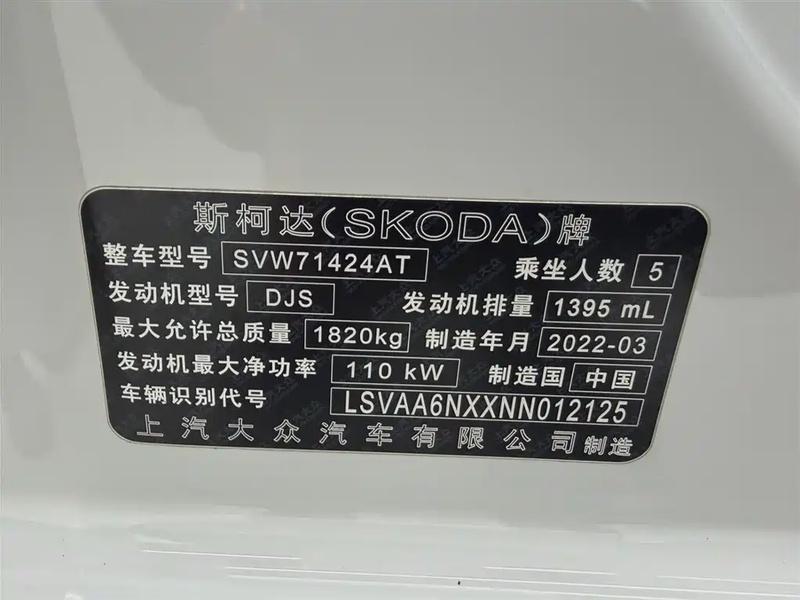 斯柯达(SKODA)牌
整车型号 SVW71424AT 乘坐人数 5
发动机型号 DJS 发动机排量 1395 mL
最大允许总质量 1820kg 制造年月 2022-03
发动机最大净功率 110 kW 制造国 中国
车辆识别代号 LSVAA6NXXNN012125
上汽大众汽车有限公司制造